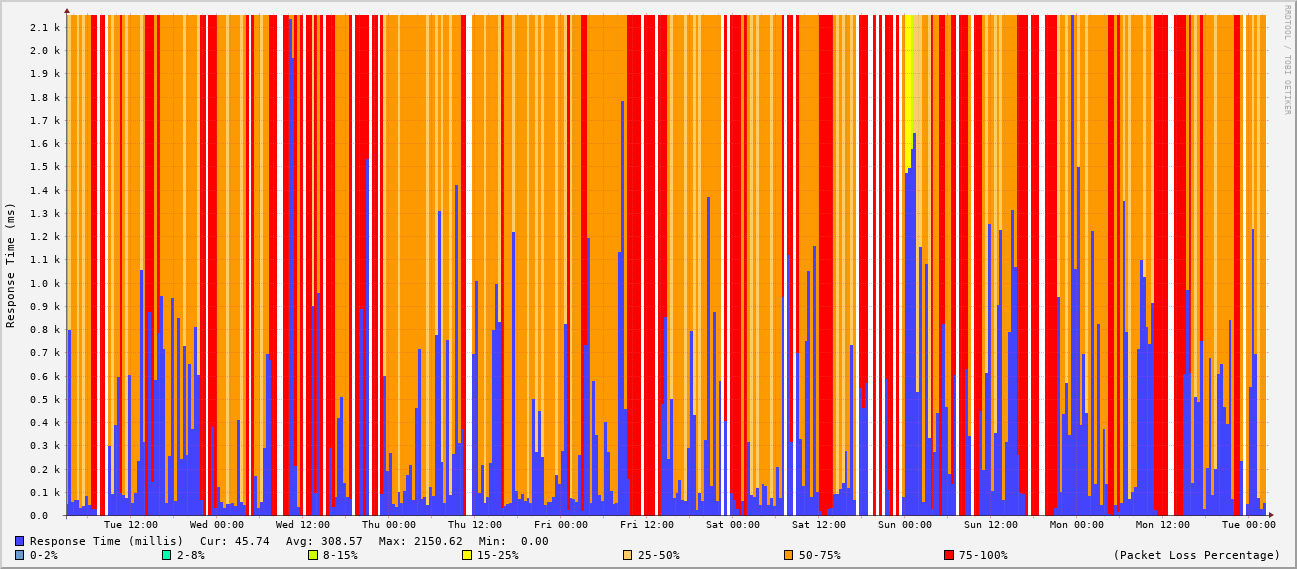 RRDTOOL / TOBI OETIKER
Response Time (ms)
2.1 k
2.0 k
1.9 k
1.8 k
1.7 k
1.6 k
1.5 k
1.4 k
1.3 k
1.2 k
1.1 k
1.0 k
0.9 k
0.8 k
0.7 k
0.6 k
0.5 k
0.4 k
0.3 k
0.2 k
0.1 k
0.0
Tue 12:00 Wed 00:00 Wed 12:00 Thu 00:00 Thu 12:00 Fri 00:00 Fri 12:00 Sat 00:00 Sat 12:00 Sun 00:00 Sun 12:00 Mon 00:00 Mon 12:00 Tue 00:00
Response Time (millis) Cur: 45.74 Avg: 308.57 Max: 2150.62 Min: 0.00
0-2% 2-8% 8-15% 15-25% 25-50% 50-75% 75-100% (Packet Loss Percentage)